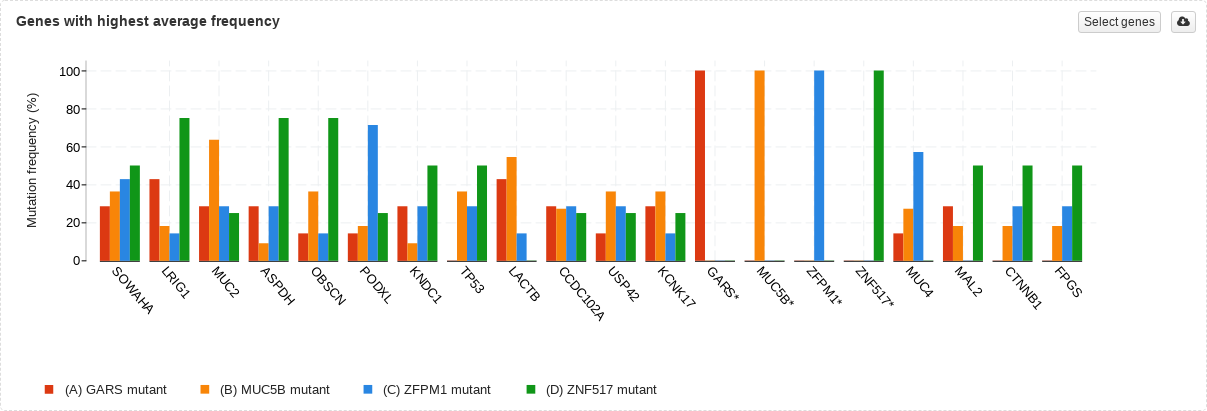 Genes with highest average frequency
Select genes
Mutation frequency (%)
100
80
60
40
20
0
SOWAHA
LRIG1
MUC2
ASPDH
OBSCN
PODXL
KNDC1
TP53
LACTB
CCDC102A
USP42
KCNK17
GARS*
MUC5B*
ZFPM1*
ZNF517*
MUC4
MAL2
CTNNB1
FPGS
(A) GARS mutant
(B) MUC5B mutant
(C) ZFPM1 mutant
(D) ZNF517 mutant